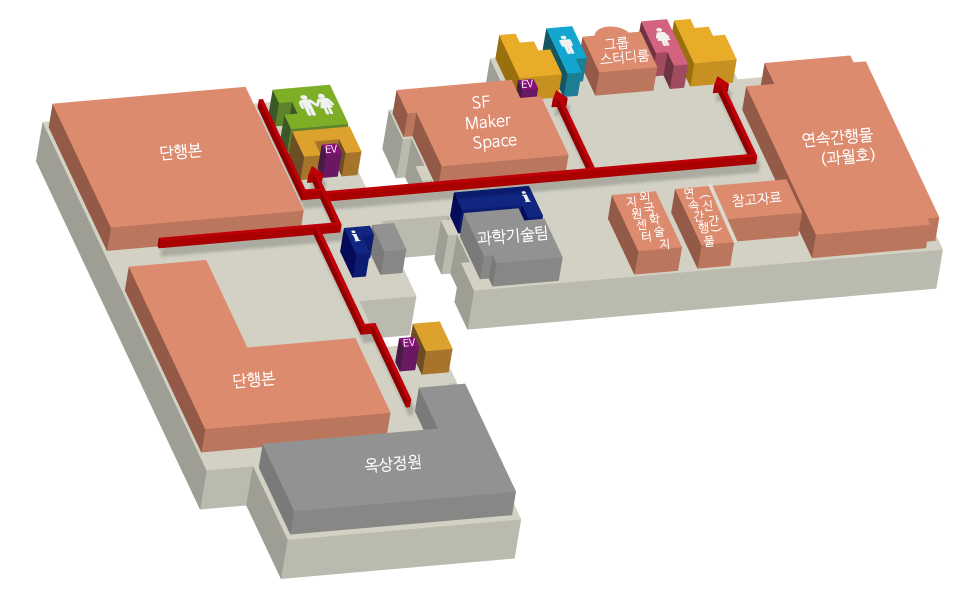 그룹
스터디룸
EV
SF
Maker
Space
연속간행물
(과월호)
단행본
EV
외국학술지
지원센터
연속간행물
(신간)
참고자료
i
과학기술팀
i
EV
단행본
옥상정원